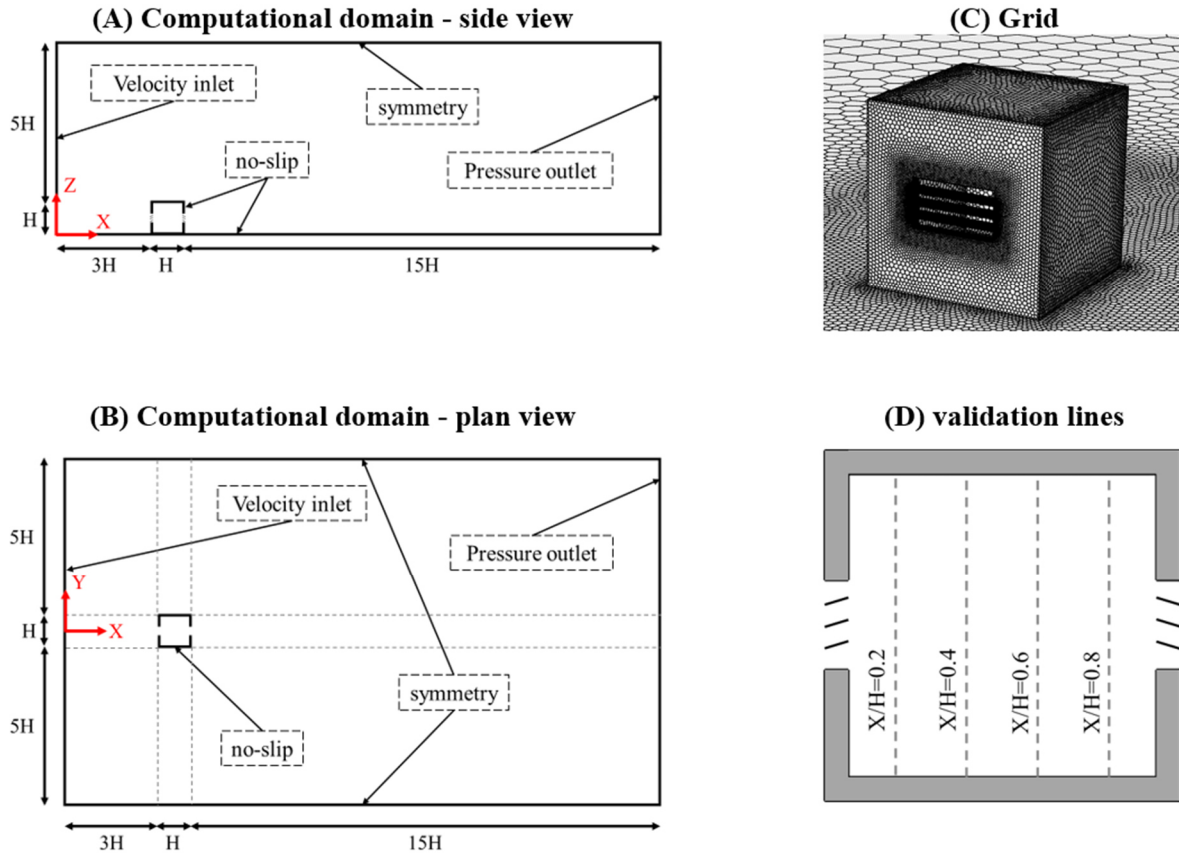 (A) Computational domain - side view
Velocity inlet
symmetry
5H
no-slip
Pressure outlet
Z
H
X
3H
H
15H
(C) Grid
(B) Computational domain - plan view
Velocity inlet
5H
Pressure outlet
Y
H
X
symmetry
5H
no-slip
3H
H
15H
(D) validation lines
X/H=0.2
X/H=0.4
X/H=0.6
X/H=0.8